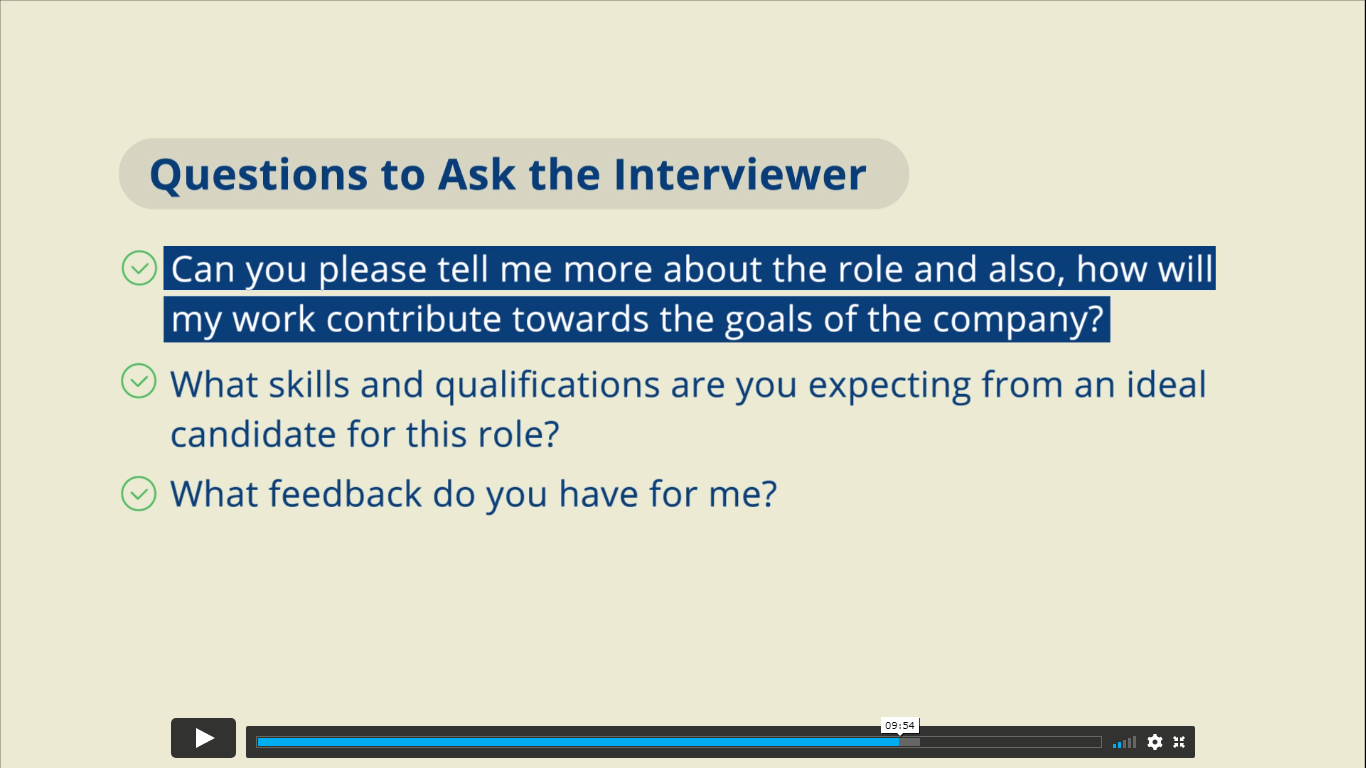 Questions to Ask the Interviewer
Can you please tell me more about the role and also, how will
my work contribute towards the goals of the company?
What skills and qualifications are you expecting from an ideal
candidate for this role?
What feedback do you have for me?
09:54